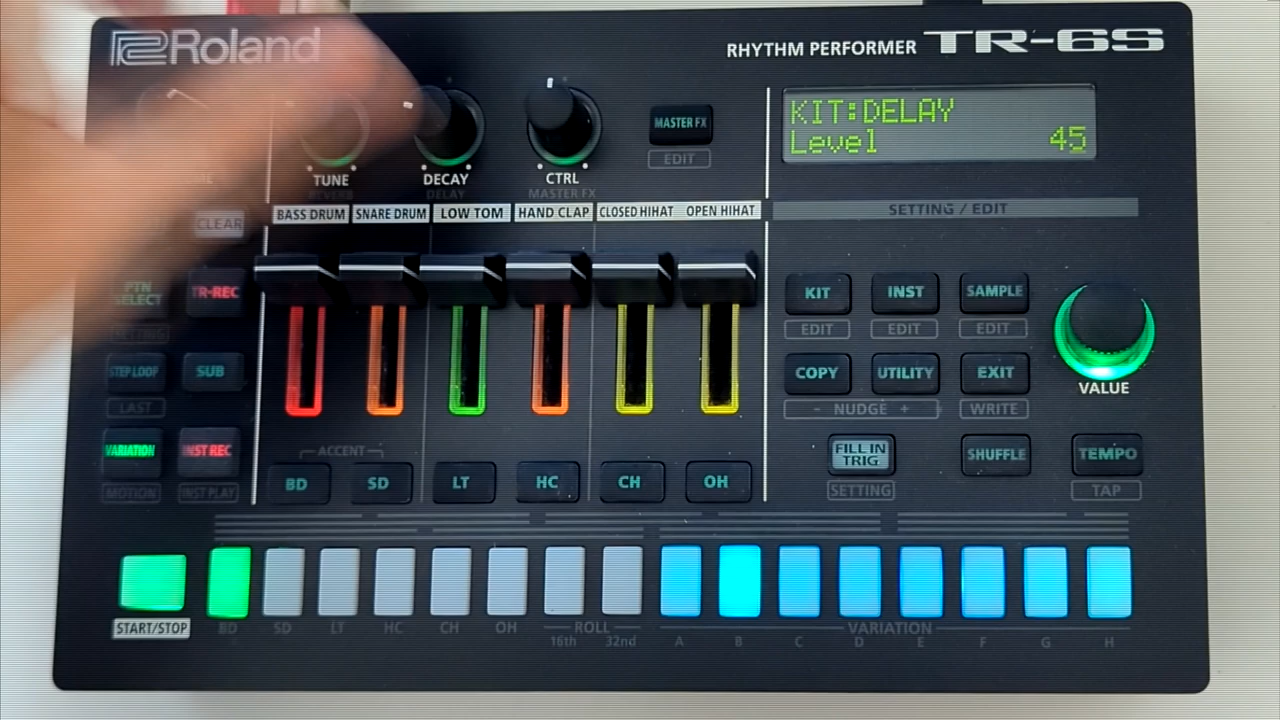 Roland
RHYTHM PERFORMER TR-6S
KIT:DELAY
Level 45
MASTER FX
EDIT
TUNE DECAY CTRL
REVERB DELAY MASTER FX
CLEAR
BASS DRUM SNARE DRUM LOW TOM HAND CLAP CLOSED HIHAT OPEN HIHAT
SETTING / EDIT
PTN SELECT TR-REC
KIT INST SAMPLE
EDIT EDIT EDIT
STEP LOOP SUB
LAST
COPY UTILITY EXIT
VALUE
- NUDGE + WRITE
VARIATION INST REC
MOTION INST PLAY
ACCENT
BD SD LT HC CH OH
FILL IN
TRIG
SHUFFLE TEMPO
SETTING TAP
START/STOP
BD SD LT HC CH OH ROLL VARIATION
16th 32nd A B C D E F G H